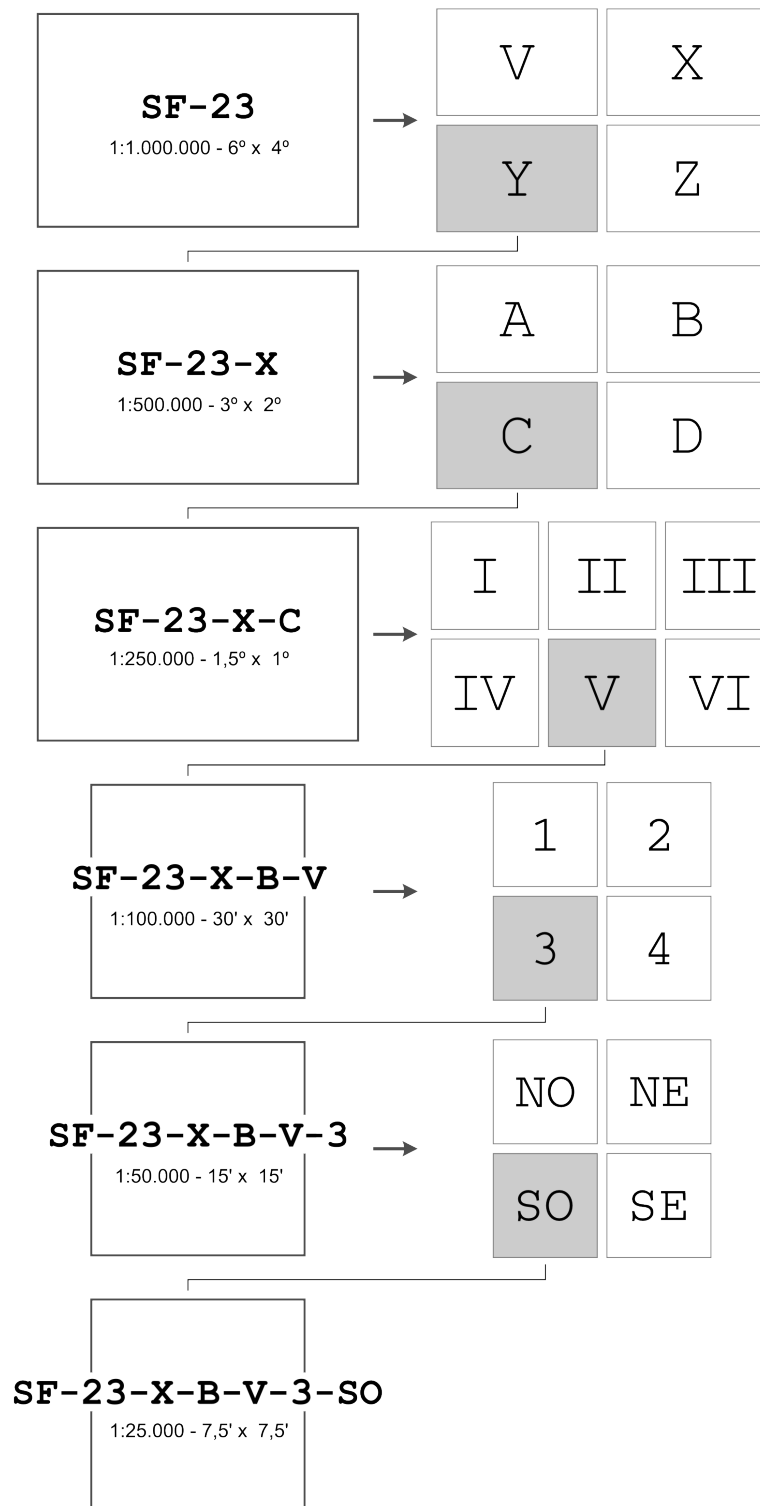 SF-23
1:1.000.000 - 6º x 4º
V X
Y Z
SF-23-X
1:500.000 - 3º x 2º
A B
C D
SF-23-X-C
1:250.000 - 1,5º x 1º
I II III
IV V VI
SF-23-X-B-V
1:100.000 - 30' x 30'
1 2
3 4
SF-23-X-B-V-3
1:50.000 - 15' x 15'
NO NE
SO SE
SF-23-X-B-V-3-SO
1:25.000 - 7,5' x 7,5'